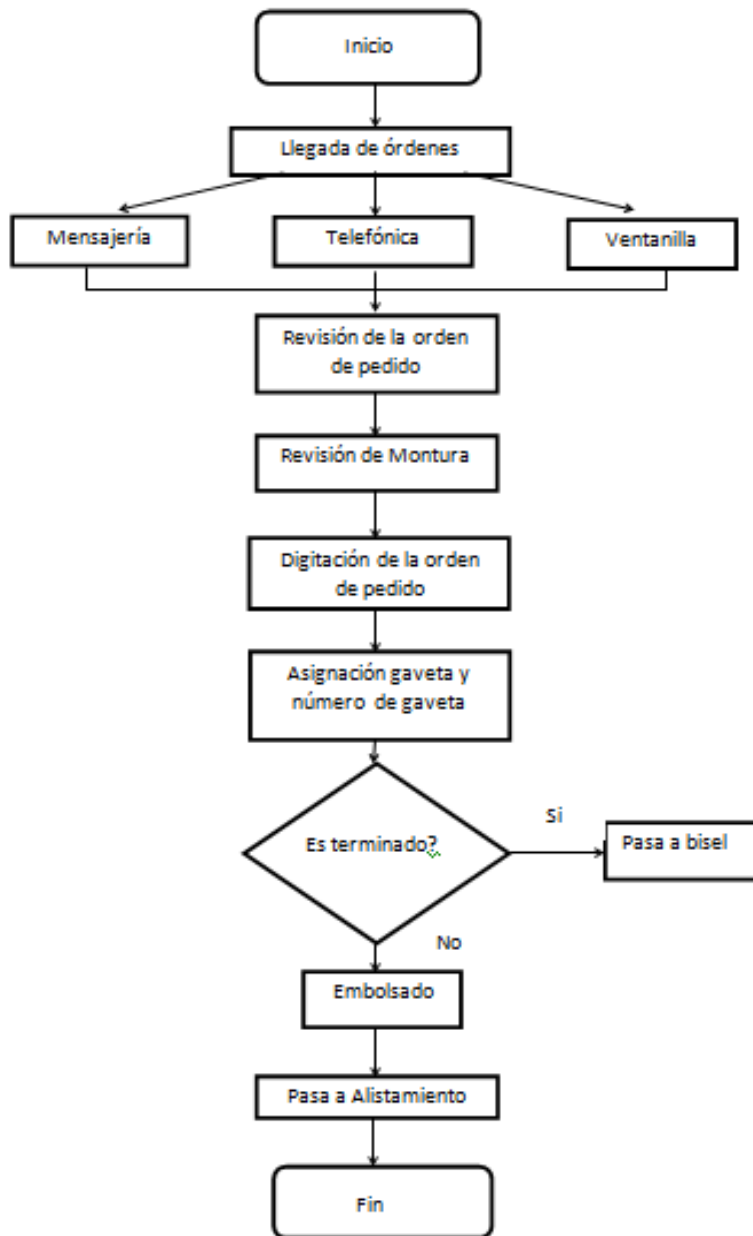 Inicio
Llegada de órdenes
Mensajería
Telefónica
Ventanilla
Revisión de la orden
de pedido
Revisión de Montura
Digitación de la orden
de pedido
Asignación gaveta y
número de gaveta
Es terminado?
Si
Pasa a bisel
No
Embolsado
Pasa a Alistamiento
Fin